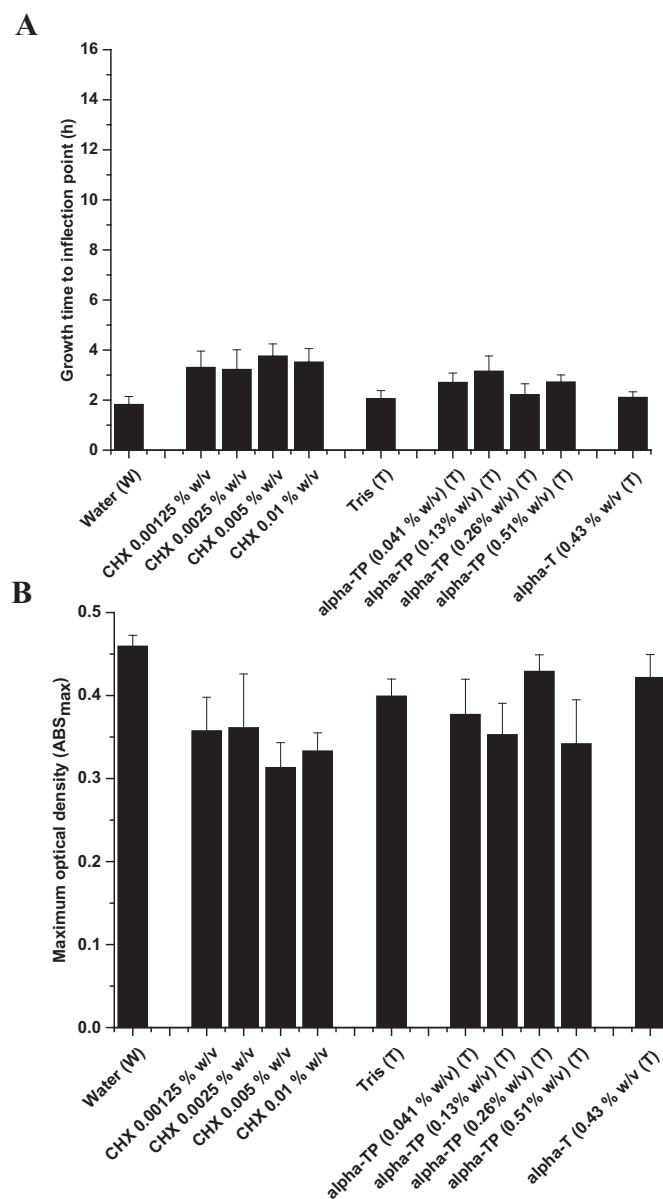 A
Growth time to inflection point (h)
16
14
12
10
8
6
4
2
0
Water (W)
CHX 0.00125 % w/v
CHX 0.0025 % w/v
CHX 0.005 % w/v
CHX 0.01 % w/v
Tris (T)
alpha-TP (0.041 % w/v) (T)
alpha-TP (0.13% w/v) (T)
alpha-TP (0.26% w/v) (T)
alpha-TP (0.51% w/v) (T)
alpha-T (0.43 % w/v (T)
B
Maximum optical density (ABSmax)
0.5
0.4
0.3
0.2
0.1
0.0
Water (W)
CHX 0.00125 % w/v
CHX 0.0025 % w/v
CHX 0.005 % w/v
CHX 0.01 % w/v
Tris (T)
alpha-TP (0.041 % w/v) (T)
alpha-TP (0.13% w/v) (T)
alpha-TP (0.26% w/v) (T)
alpha-TP (0.51% w/v) (T)
alpha-T (0.43 % w/v (T)